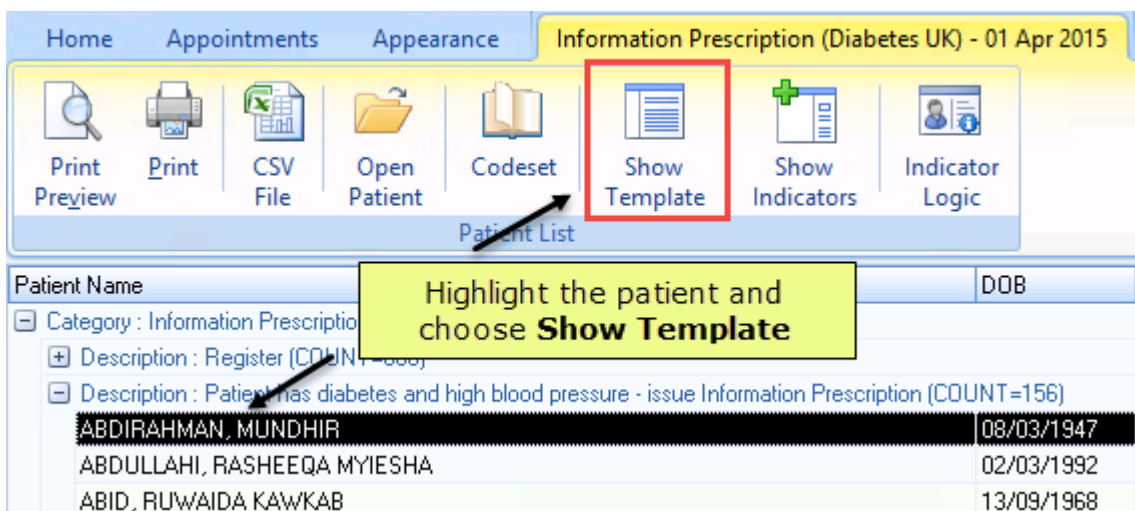 Home Appointments Appearance Information Prescription (Diabetes UK) - 01 Apr 2015
Print Print CSV Open Codeset Show Show Indicator
Preview File Patient Template Indicators Logic
Patient List
Patient Name DOB
Highlight the patient and
choose Show Template
Category : Information
Description : Register
Description : Patient has diabetes and high blood pressure - issue Information Prescription (COUNT=156)
ABDIRAHMAN, MUNDHIR 08/03/1947
ABDULLAHI, RASHEEQA MYIESHA 02/03/1992
ABID, RUWAIDA KAWKAB 13/09/1968